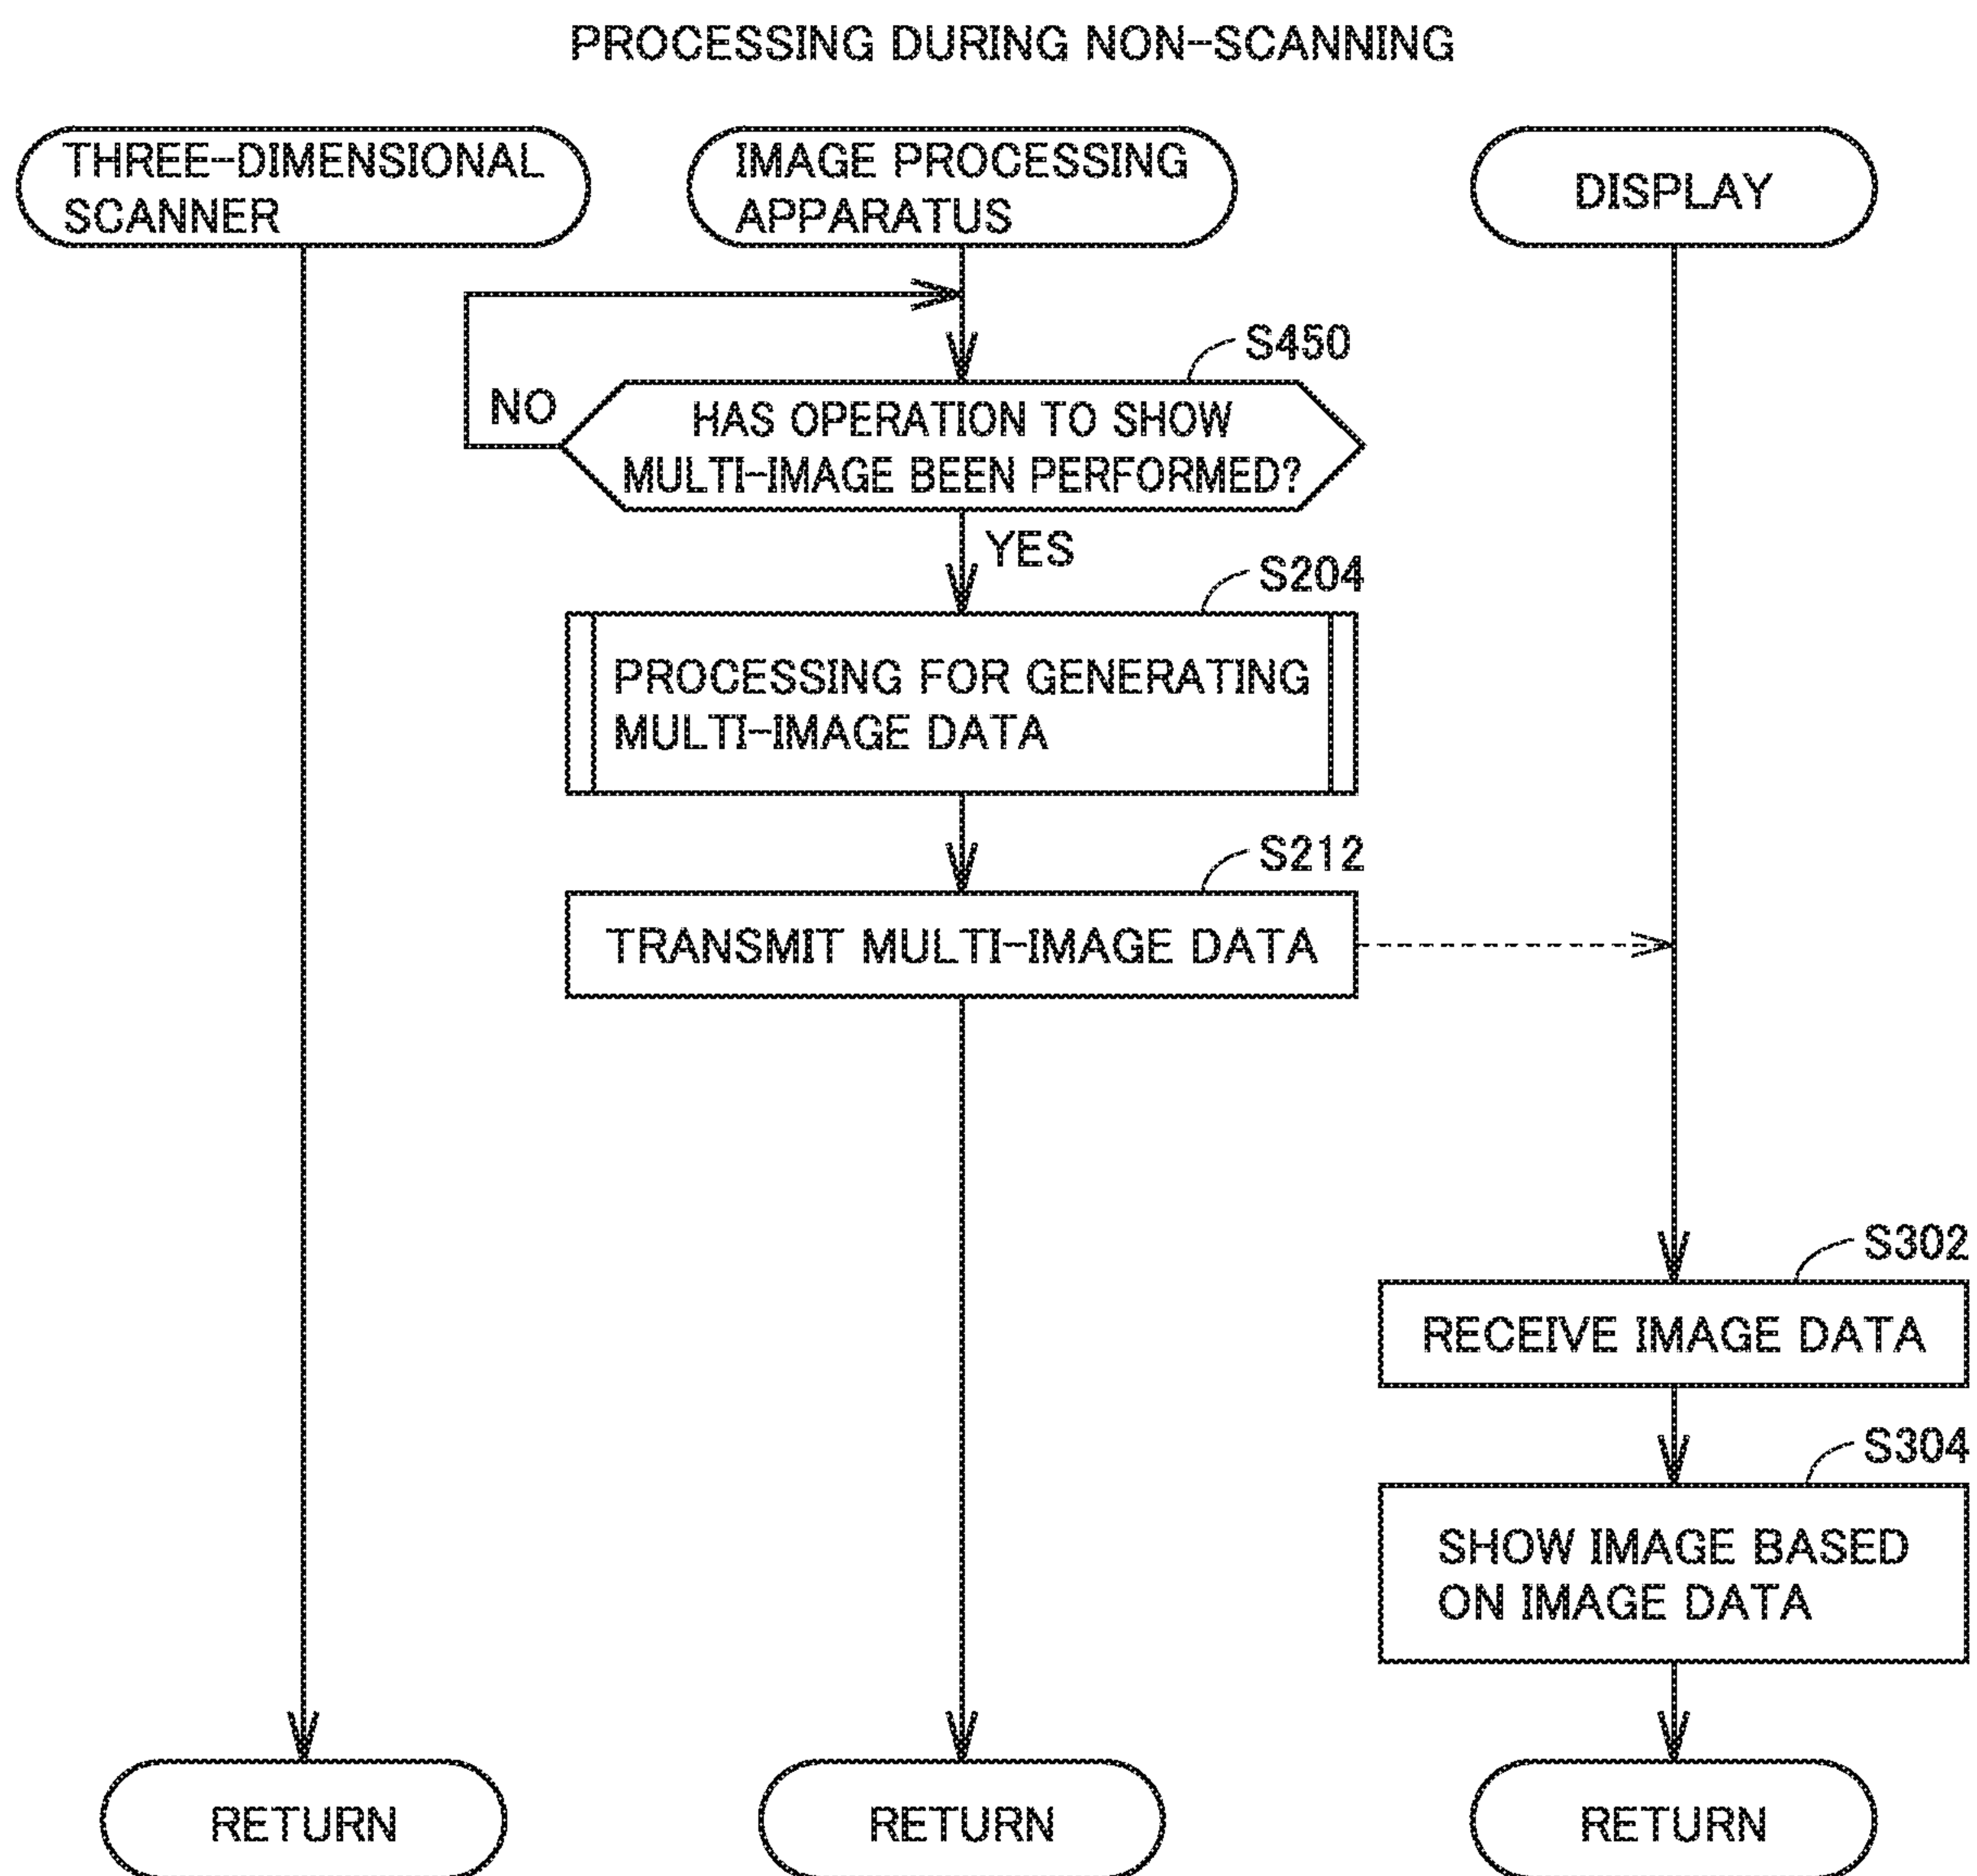 PROCESSING DURING NON-SCANNING
THREE-DIMENSIONAL
SCANNER
IMAGE PROCESSING
APPARATUS
DISPLAY
S450
NO
HAS OPERATION TO SHOW
MULTI-IMAGE BEEN PERFORMED?
YES
S204
PROCESSING FOR GENERATING
MULTI-IMAGE DATA
S212
TRANSMIT MULTI-IMAGE DATA
S302
RECEIVE IMAGE DATA
S304
SHOW IMAGE BASED
ON IMAGE DATA
RETURN
RETURN
RETURN